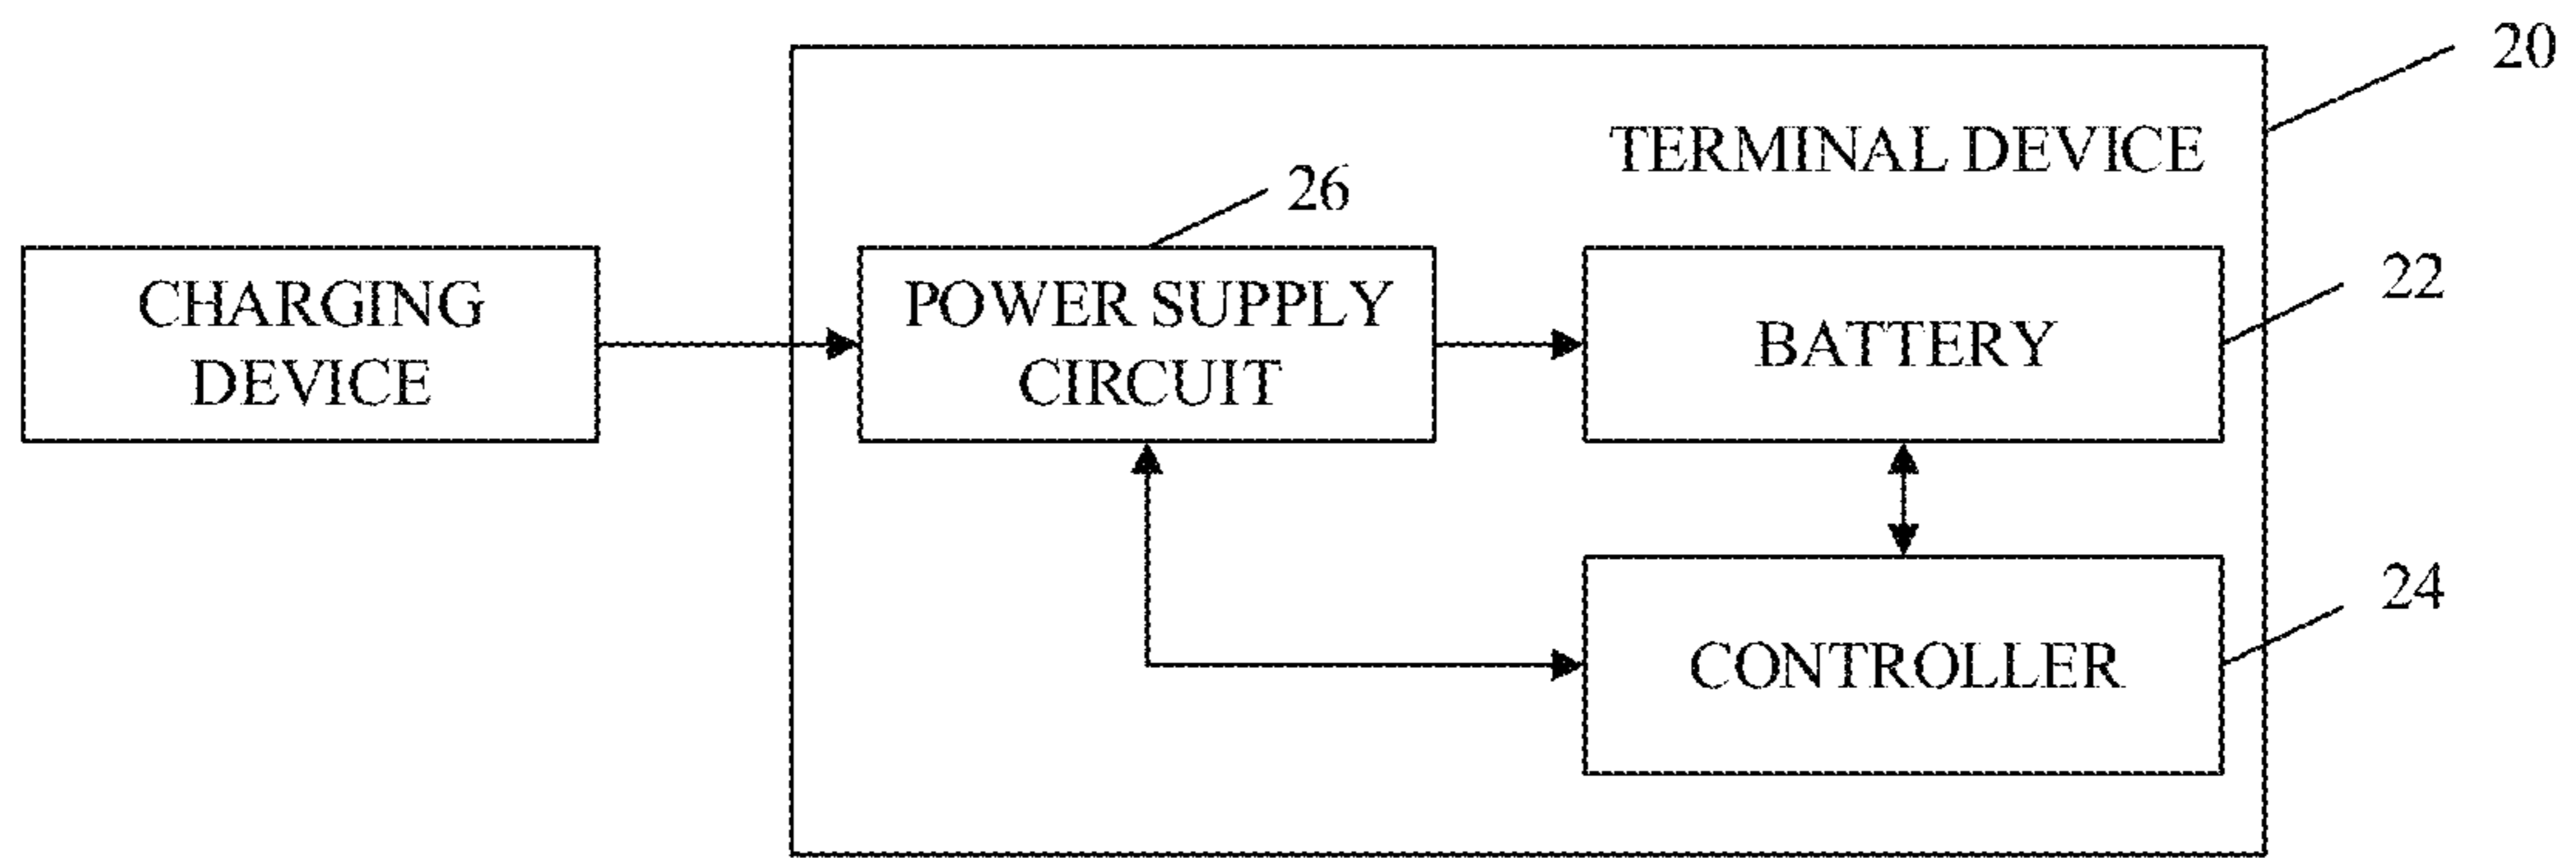 20
TERMINAL DEVICE
26
CHARGING
DEVICE
POWER SUPPLY
CIRCUIT
BATTERY
22
24
CONTROLLER